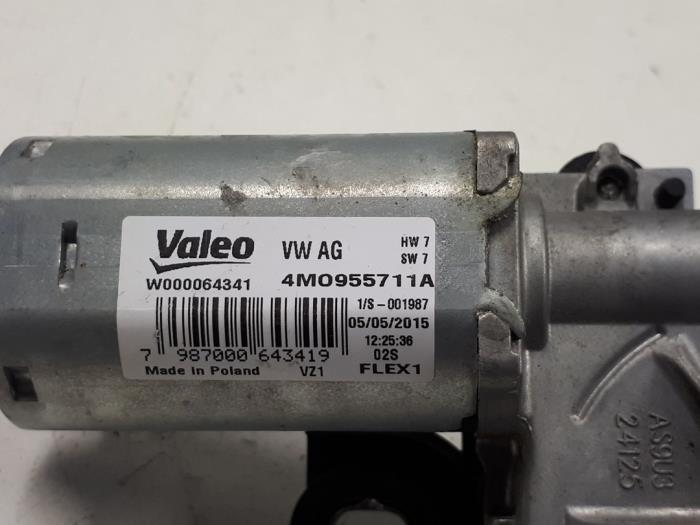 Valeo
VW AG
HW 7
SW 7
W000064341
4M0955711A
1/S-001987
05/05/2015
12:25:36
7 987000 643419
02S
Made in Poland
VZ1
FLEX1
AS9U3
24125